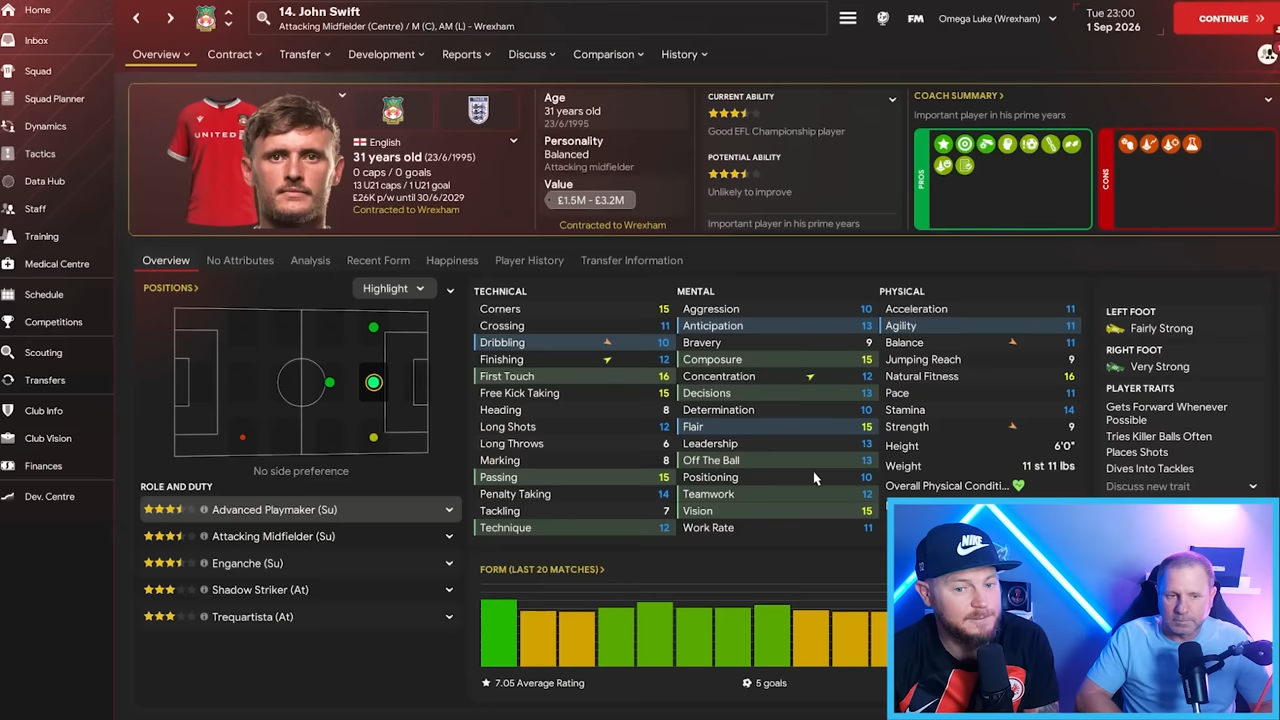 Home
Inbox
Squad
Squad Planner
Dynamics
Tactics
Data Hub
Staff
Training
Medical Centre
Schedule
Competitions
Scouting
Transfers
Club Info
Club Vision
Finances
Dev. Centre
14. John Swift
Attacking Midfielder (Centre) / M (C), AM (L) - Wrexham
FM
Omega Luke (Wrexham)
Tue 23:00
1 Sep 2026
CONTINUE
Overview
Contract
Transfer
Development
Reports
Discuss
Comparison
History
UNITED
English
31 years old (23/6/1995)
0 caps / 0 goals
13 U21 caps / 1 U21 goal
£26K p/w until 30/6/2029
Contracted to Wrexham
Age
31 years old
23/6/1995
Personality
Balanced
Attacking midfielder
Value
£1.5M - £3.2M
Contracted to Wrexham
CURRENT ABILITY
Good EFL Championship player
POTENTIAL ABILITY
Unlikely to improve
Important player in his prime years
COACH SUMMARY
Important player in his prime years
PROS
CONS
Overview
No Attributes
Analysis
Recent Form
Happiness
Player History
Transfer Information
POSITIONS
Highlight
No side preference
ROLE AND DUTY
Advanced Playmaker (Su)
Attacking Midfielder (Su)
Enganche (Su)
Shadow Striker (At)
Trequartista (At)
TECHNICAL
Corners 15
Crossing 11
Dribbling 10
Finishing 12
First Touch 16
Free Kick Taking 15
Heading 8
Long Shots 12
Long Throws 6
Marking 8
Passing 15
Penalty Taking 14
Tackling 7
Technique 12
MENTAL
Aggression 10
Anticipation 13
Bravery 9
Composure 15
Concentration 12
Decisions 13
Determination 10
Flair 15
Leadership 13
Off The Ball 13
Positioning 10
Teamwork 12
Vision 15
Work Rate 11
PHYSICAL
Acceleration 11
Agility 11
Balance 11
Jumping Reach 9
Natural Fitness 16
Pace 11
Stamina 14
Strength 9
Height 6'0"
Weight 11 st 11 lbs
Overall Physical Conditi...
LEFT FOOT
Fairly Strong
RIGHT FOOT
Very Strong
PLAYER TRAITS
Gets Forward Whenever
Possible
Tries Killer Balls Often
Places Shots
Dives Into Tackles
Discuss new trait
FORM (LAST 20 MATCHES)
7.05 Average Rating
5 goals
NIKE